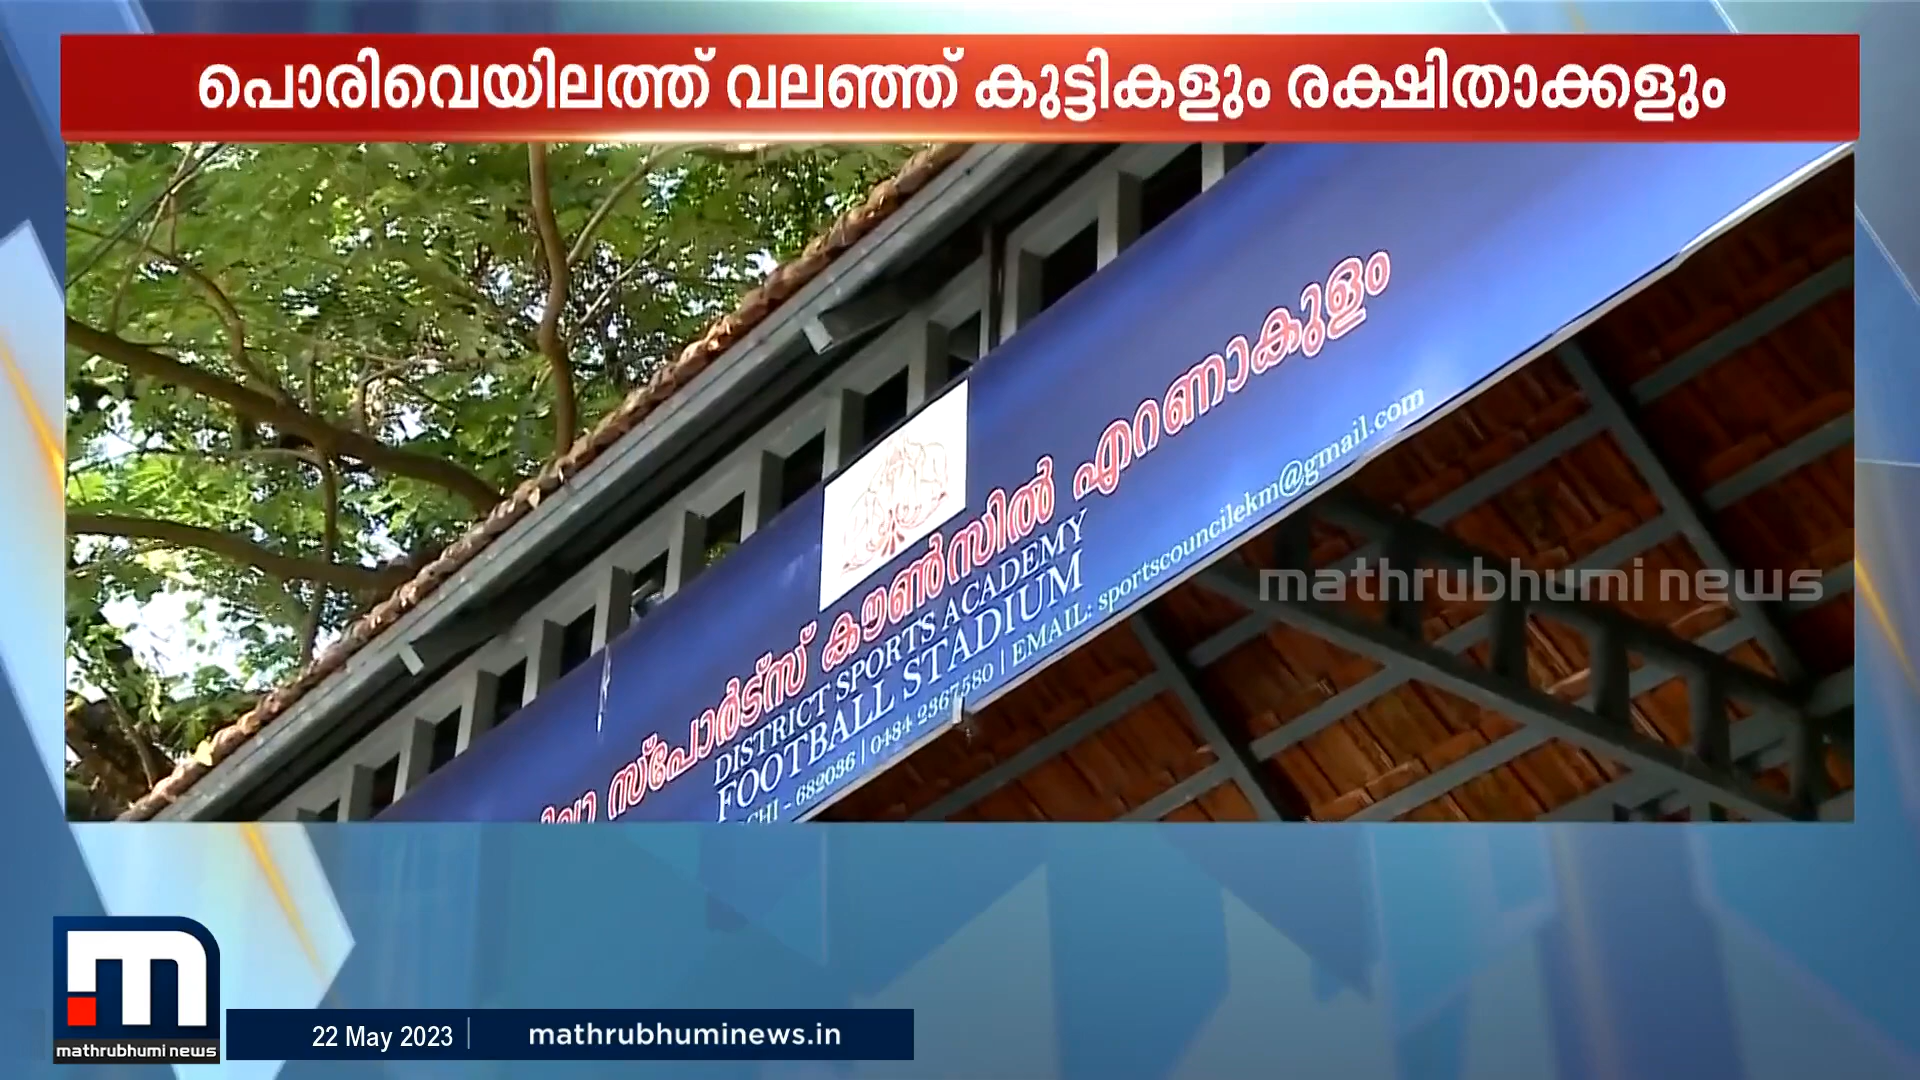 പൊരിവെയിലത്ത് വലഞ്ഞ് കുട്ടികളും രക്ഷിതാക്കളും
സ്പോർട്സ് കൗൺസിൽ എറണാകുളം
DISTRICT SPORTS ACADEMY
FOOTBALL STADIUM
- 682036 | 0484 2367580 | EMAIL: sportscouncilekm@gmail.com
mathrubhumi news
mathrubhumi news
22 May 2023
mathrubhuminews.in